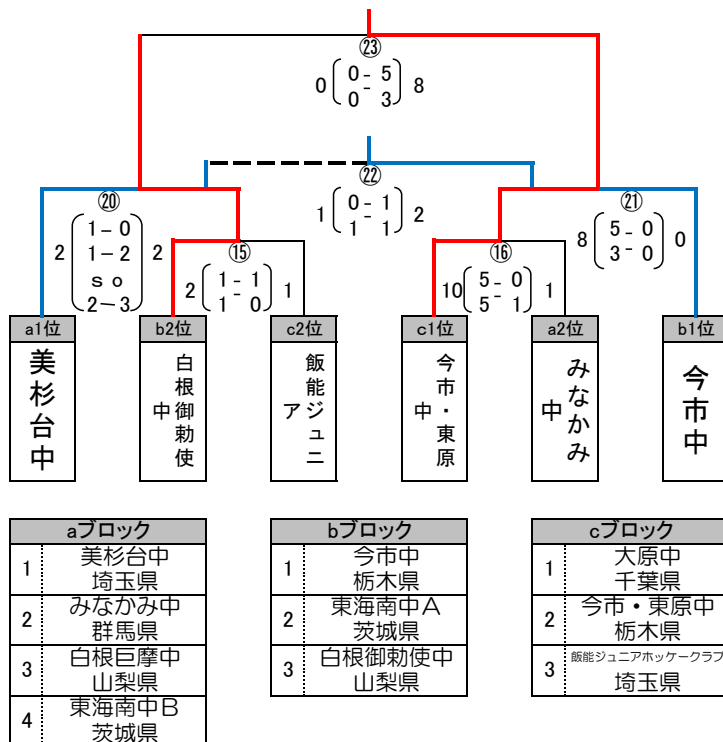 ㉓
0 0 - 5 8
0 - 3
㉒
1 0 - 1 2
1 - 1
⑳
2 1 - 0 2
1 - 2
s o
2 - 3
㉑
8 5 - 0 0
3 - 0
⑮
2 1 - 1 1
1 - 0
⑯
10 5 - 0 1
5 - 1
a1位 b2位 c2位 c1位 a2位 b1位
美杉台中
白根御勅使
中
飯能ジュニ
ア
今市・東原
中
みなかみ
中
今市中
aブロック
1 美杉台中
埼玉県
2 みなかみ中
群馬県
3 白根巨摩中
山梨県
4 東海南中B
茨城県
bブロック
1 今市中
栃木県
2 東海南中A
茨城県
3 白根御勅使中
山梨県
cブロック
1 大原中
千葉県
2 今市・東原中
栃木県
3 飯能ジュニアホッケークラブ
埼玉県